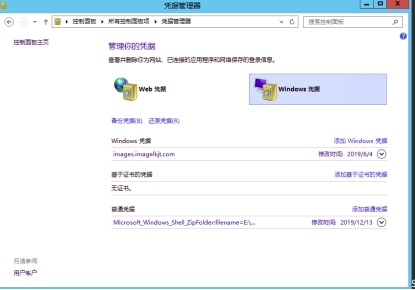 凭据管理器
控制面板 ▸ 所有控制面板项 ▸ 凭据管理器
搜索控制面板
控制面板主页
管理你的凭据
查看并删除你为网站、已连接的应用程序和网络保存的登录信息。
Web 凭据
Windows 凭据
备份凭据(B) 还原凭据(R)
Windows 凭据 添加 Windows 凭据
images.imagelkjt.com 修改时间: 2019/6/4
基于证书的凭据 添加基于证书的凭据
无证书。
普通凭据 添加普通凭据
Microsoft_Windows_Shell_ZipFolder:filename=E:\... 修改时间: 2019/12/13
另请参阅
用户帐户